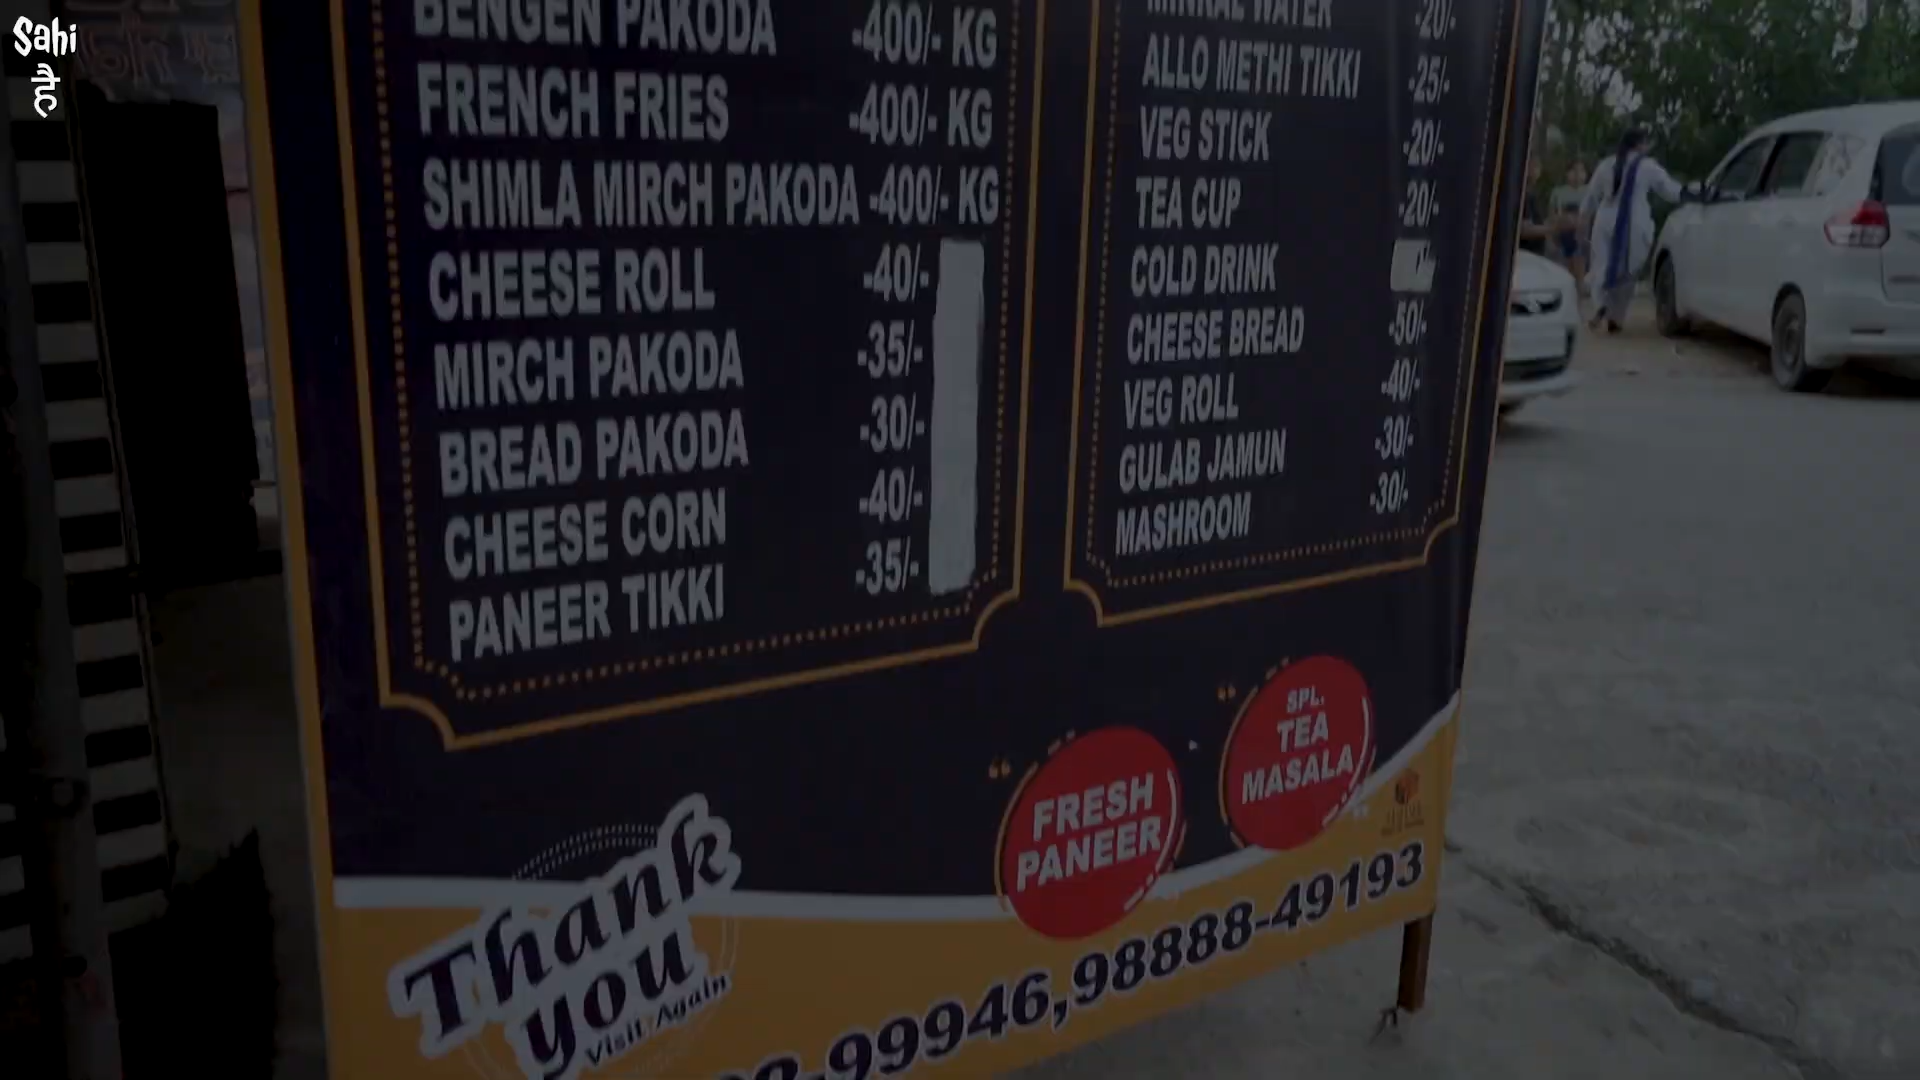 Sahi
ਸੈਂਟ
BENGEN PAKODA -400/- KG
FRENCH FRIES -400/- KG
SHIMLA MIRCH PAKODA -400/- KG
CHEESE ROLL -40/-
MIRCH PAKODA -35/-
BREAD PAKODA -30/-
CHEESE CORN -40/-
PANEER TIKKI -35/-
MINRAL WATER -20/-
ALLO METHI TIKKI -25/-
VEG STICK -20/-
TEA CUP -20/-
COLD DRINK
CHEESE BREAD -50/-
VEG ROLL -40/-
GULAB JAMUN -30/-
MASHROOM -30/-
SPL.
TEA
MASALA
FRESH
PANEER
Thank
you
Visit Again
-99946,98888-49193